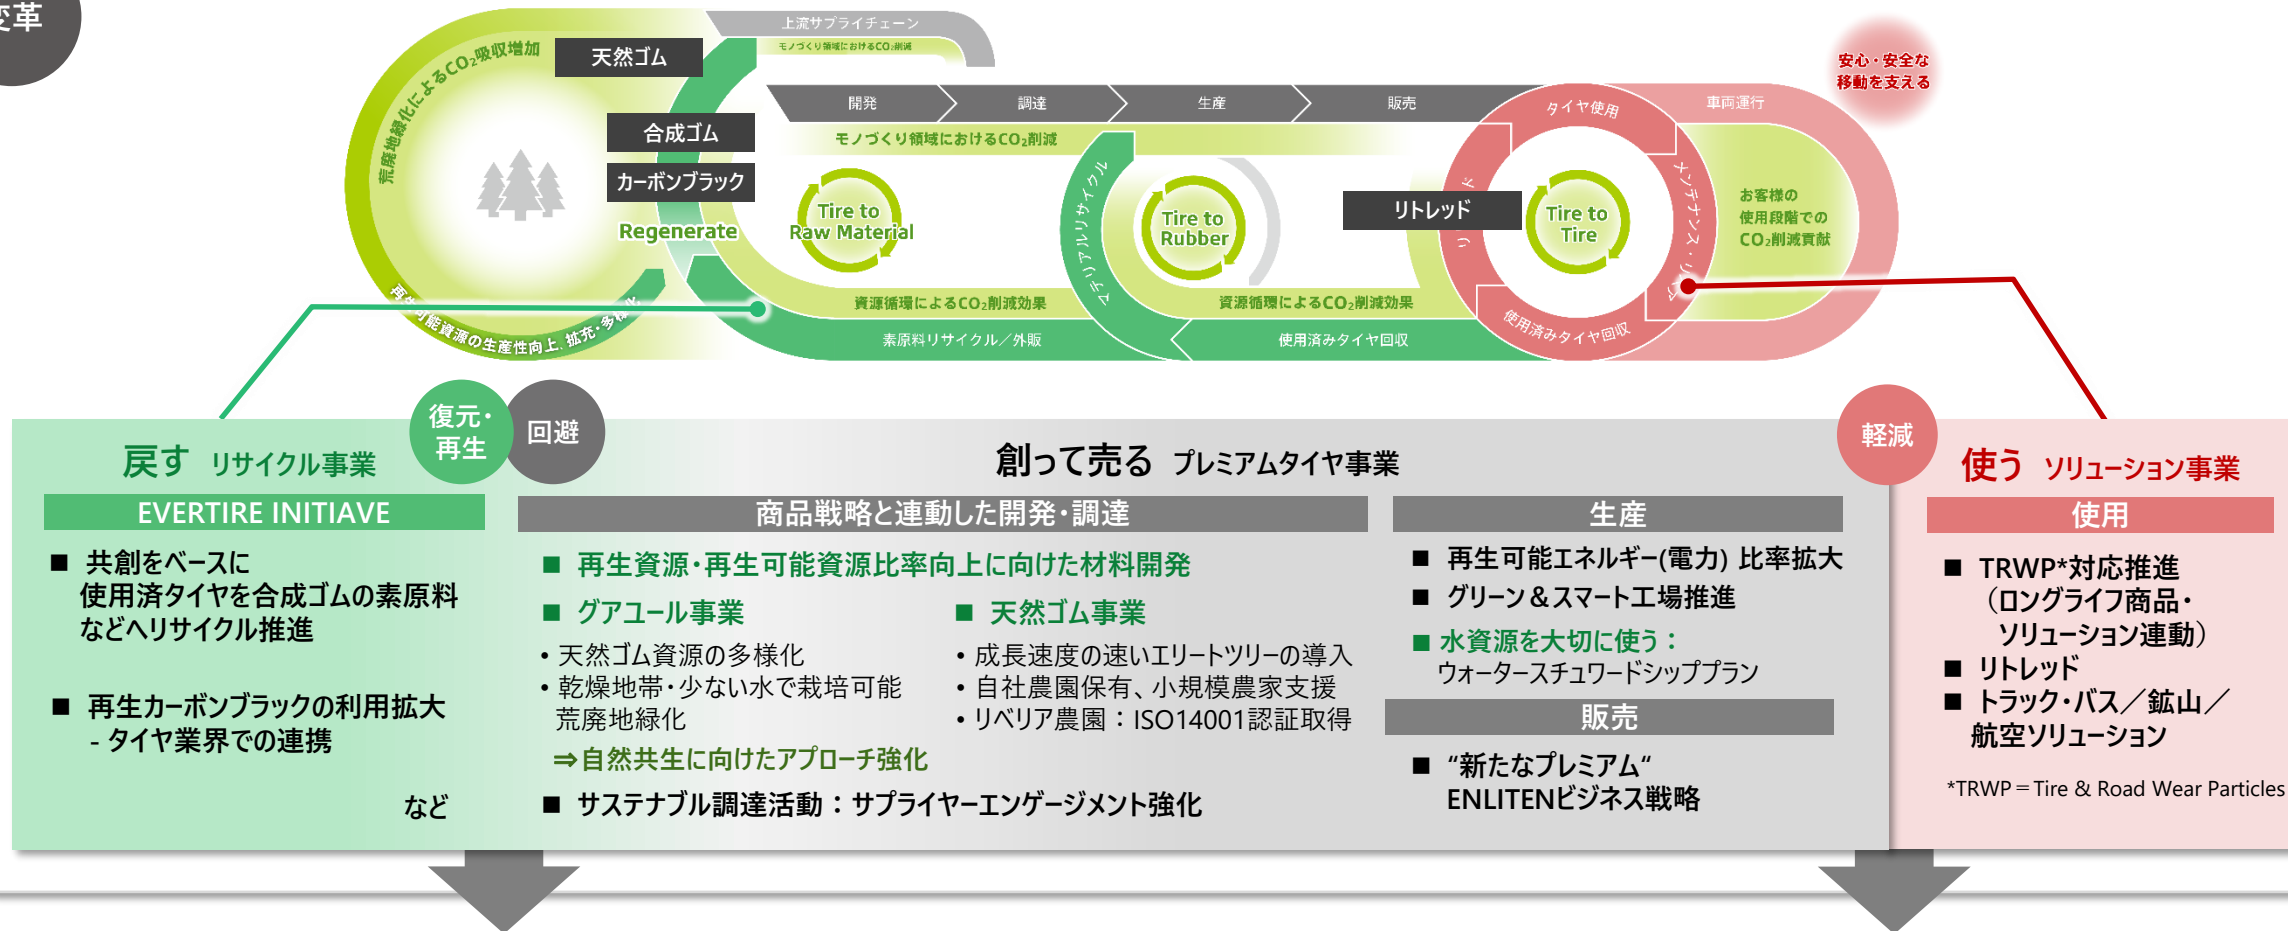 変革
荒廃地緑化によるCO₂吸収増加
天然ゴム
合成ゴム
カーボンブラック
Regenerate
再生可能資源の生産性向上、拡充・多様化
上流サプライチェーン
モノづくり領域におけるCO₂削減
開発
調達
生産
販売
モノづくり領域におけるCO₂削減
Tire to
Raw Material
マテリアルリサイクル
Tire to
Rubber
リトレッド
タイヤ使用
Tire to
Tire
メンテナンス・リ
使用済みタイヤ回収
車両運行
お客様の
使用段階での
CO₂削減貢献
安心・安全な
移動を支える
資源循環によるCO₂削減効果
資源循環によるCO₂削減効果
素原料リサイクル／外販
使用済みタイヤ回収
復元・
再生
回避
軽減
戻す リサイクル事業
EVERTIRE INITIAVE
■ 共創をベースに
使用済タイヤを合成ゴムの素原料
などへリサイクル推進
■ 再生カーボンブラックの利用拡大
- タイヤ業界での連携
など
創って売る プレミアムタイヤ事業
商品戦略と連動した開発・調達
■ 再生資源・再生可能資源比率向上に向けた材料開発
■ グアユール事業
• 天然ゴム資源の多様化
• 乾燥地帯・少ない水で栽培可能
荒廃地緑化
⇒自然共生に向けたアプローチ強化
■ 天然ゴム事業
• 成長速度の速いエリートツリーの導入
• 自社農園保有、小規模農家支援
• リベリア農園：ISO14001認証取得
■ サステナブル調達活動：サプライヤーエンゲージメント強化
生産
■ 再生可能エネルギー(電力) 比率拡大
■ グリーン＆スマート工場推進
■ 水資源を大切に使う：
ウォータースチュワードシッププラン
販売
■ “新たなプレミアム“
ENLITENビジネス戦略
使う ソリューション事業
使用
■ TRWP*対応推進
（ロングライフ商品・
ソリューション連動）
■ リトレッド
■ トラック・バス／鉱山／
航空ソリューション
*TRWP＝Tire & Road Wear Particles